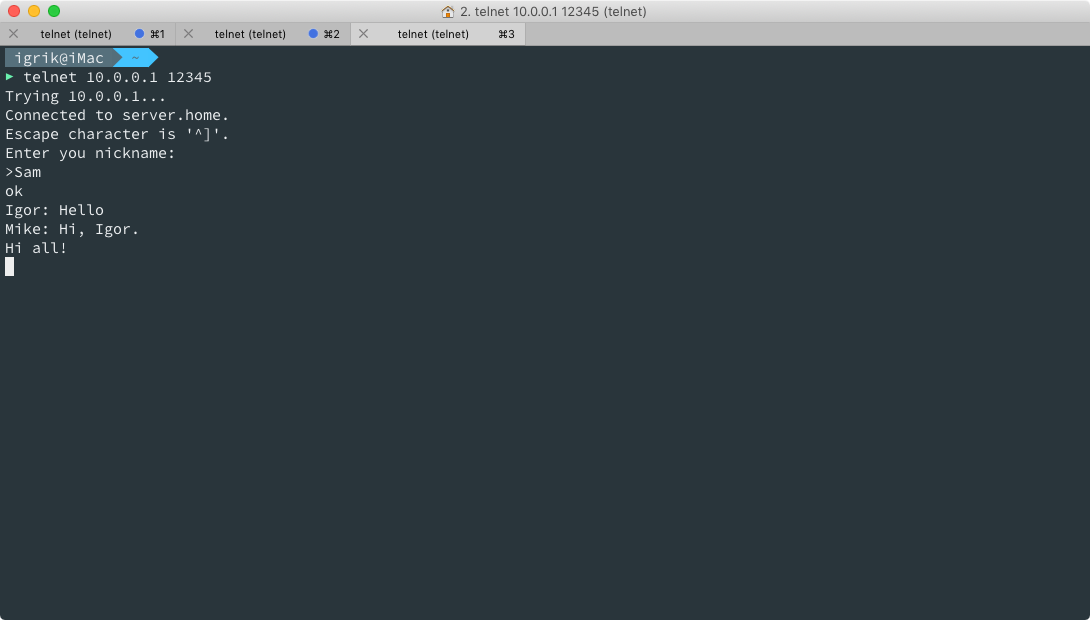 2. telnet 10.0.0.1 12345 (telnet)
telnet (telnet) ⌘1 telnet (telnet) ⌘2 telnet (telnet) ⌘3
igrik@iMac ~
telnet 10.0.0.1 12345
Trying 10.0.0.1...
Connected to server.home.
Escape character is '^]'.
Enter you nickname:
>Sam
ok
Igor: Hello
Mike: Hi, Igor.
Hi all!